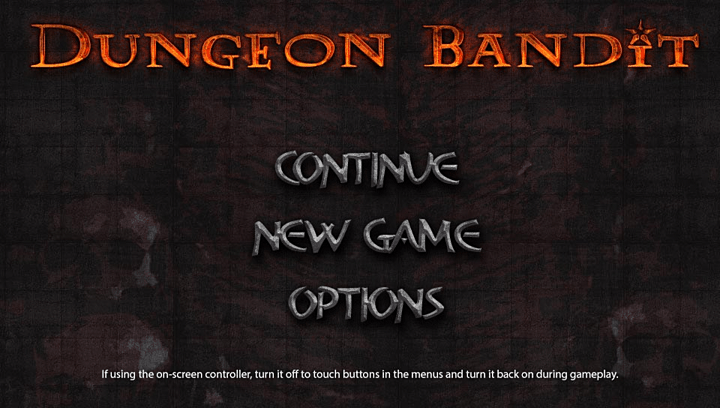 Dungeon Bandit
CONTINUE
NEW GAME
OPTIONS
If using the on-screen controller, turn it off to touch buttons in the menus and turn it back on during gameplay.